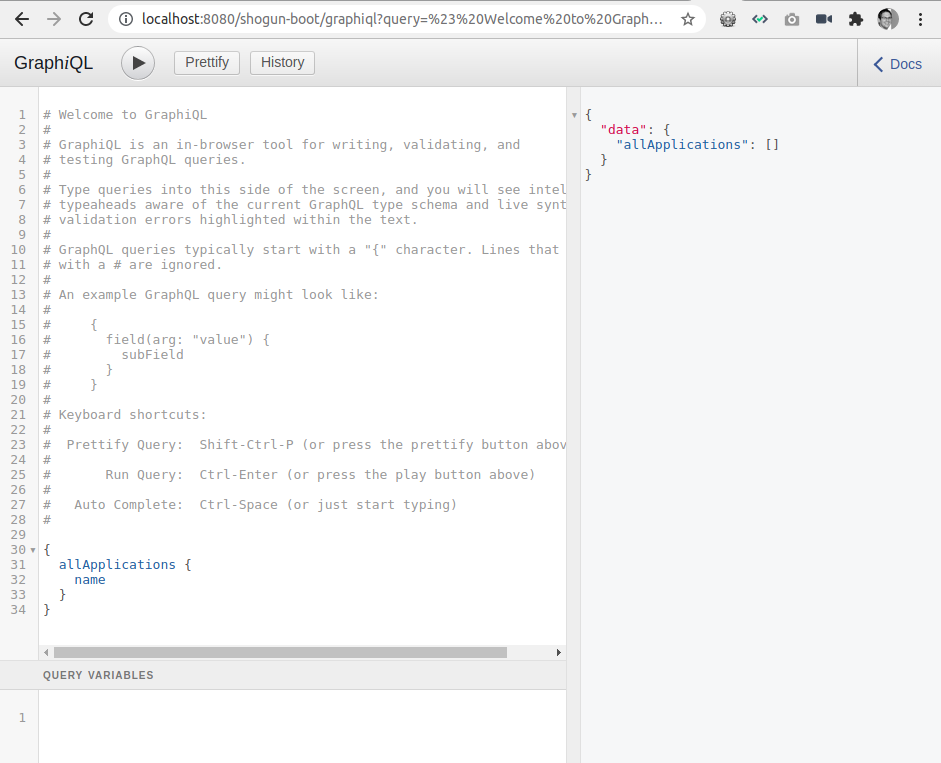 localhost:8080/shogun-boot/graphiql?query=%23%20Welcome%20to%20Graph...
GraphiQL
Prettify
History
Docs
1 # Welcome to GraphiQL
2 #
3 # GraphiQL is an in-browser tool for writing, validating, and
4 # testing GraphQL queries.
5 #
6 # Type queries into this side of the screen, and you will see intel
7 # typeaheads aware of the current GraphQL type schema and live synt
8 # validation errors highlighted within the text.
9 #
10 # GraphQL queries typically start with a "{" character. Lines that
11 # with a # are ignored.
12 #
13 # An example GraphQL query might look like:
14 #
15 #     {
16 #       field(arg: "value") {
17 #         subField
18 #       }
19 #     }
20 #
21 # Keyboard shortcuts:
22 #
23 #  Prettify Query:  Shift-Ctrl-P (or press the prettify button abov
24 #
25 #       Run Query:  Ctrl-Enter (or press the play button above)
26 #
27 #   Auto Complete:  Ctrl-Space (or just start typing)
28 #
29
30 {
31   allApplications {
32     name
33   }
34 }
QUERY VARIABLES
1
{
  "data": {
    "allApplications": []
  }
}